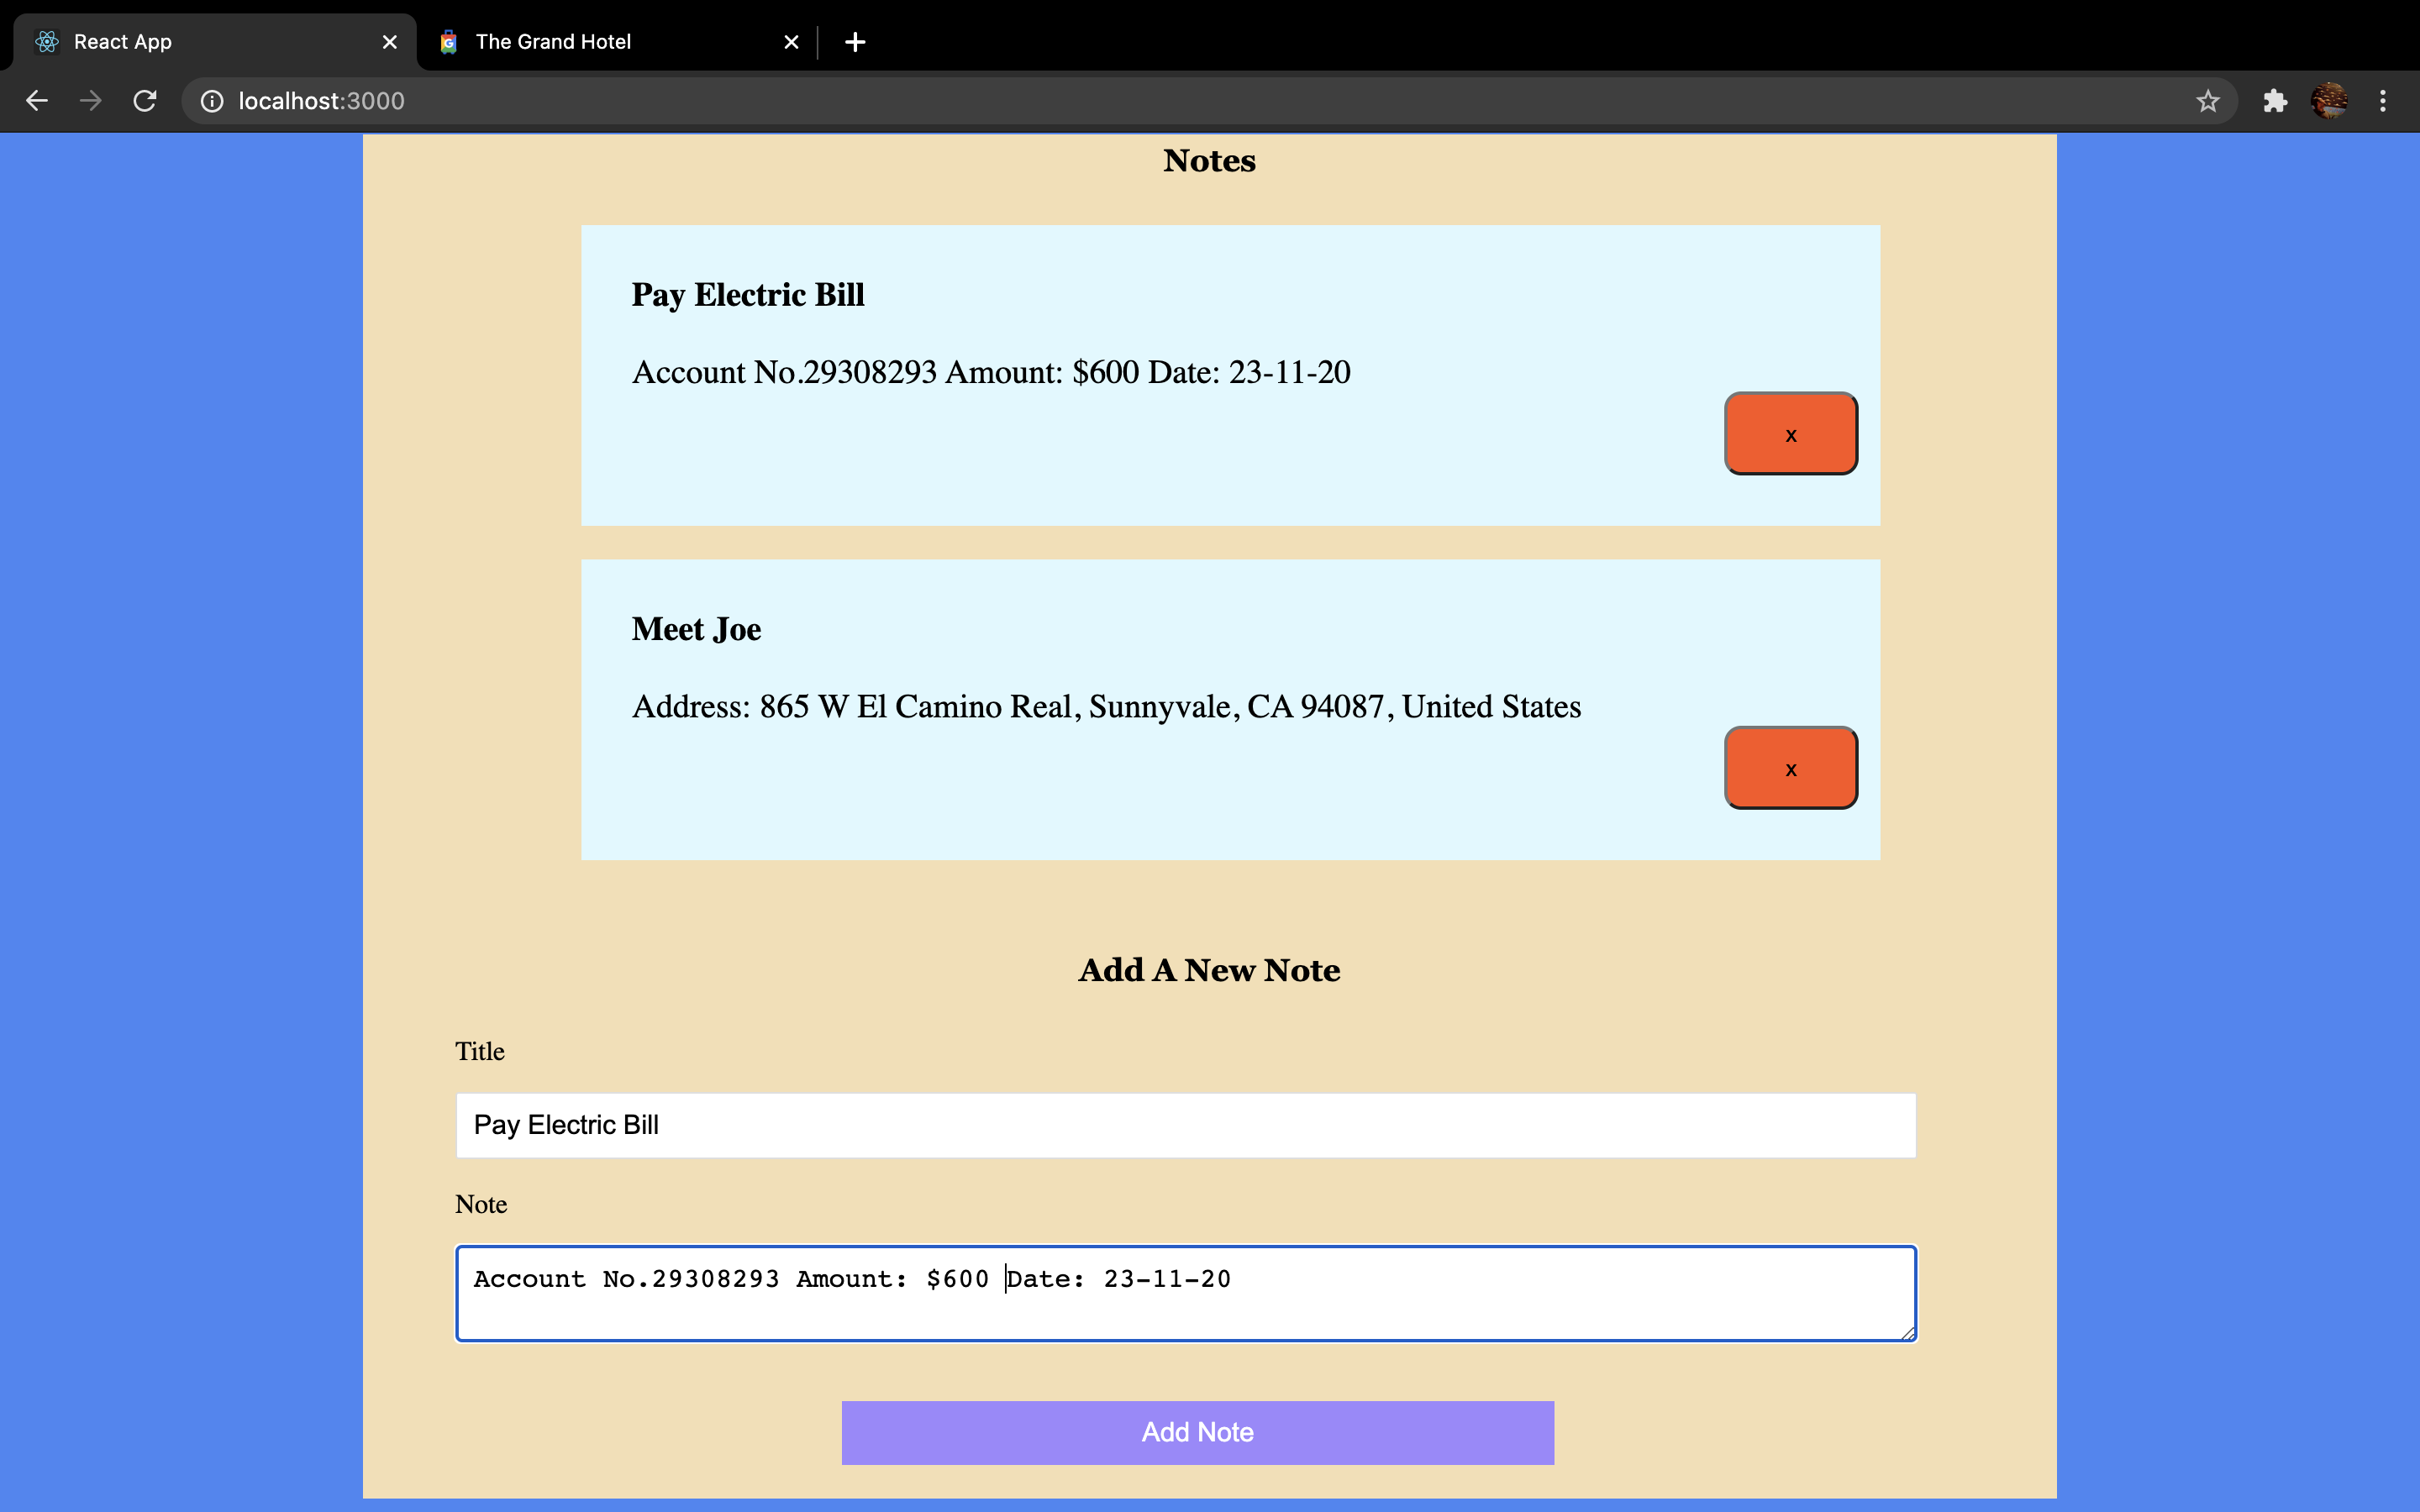 React App
The Grand Hotel
localhost:3000
Notes
Pay Electric Bill
Account No.29308293 Amount: $600 Date: 23-11-20
x
Meet Joe
Address: 865 W El Camino Real, Sunnyvale, CA 94087, United States
x
Add A New Note
Title
Pay Electric Bill
Note
Account No.29308293 Amount: $600 Date: 23-11-20
Add Note